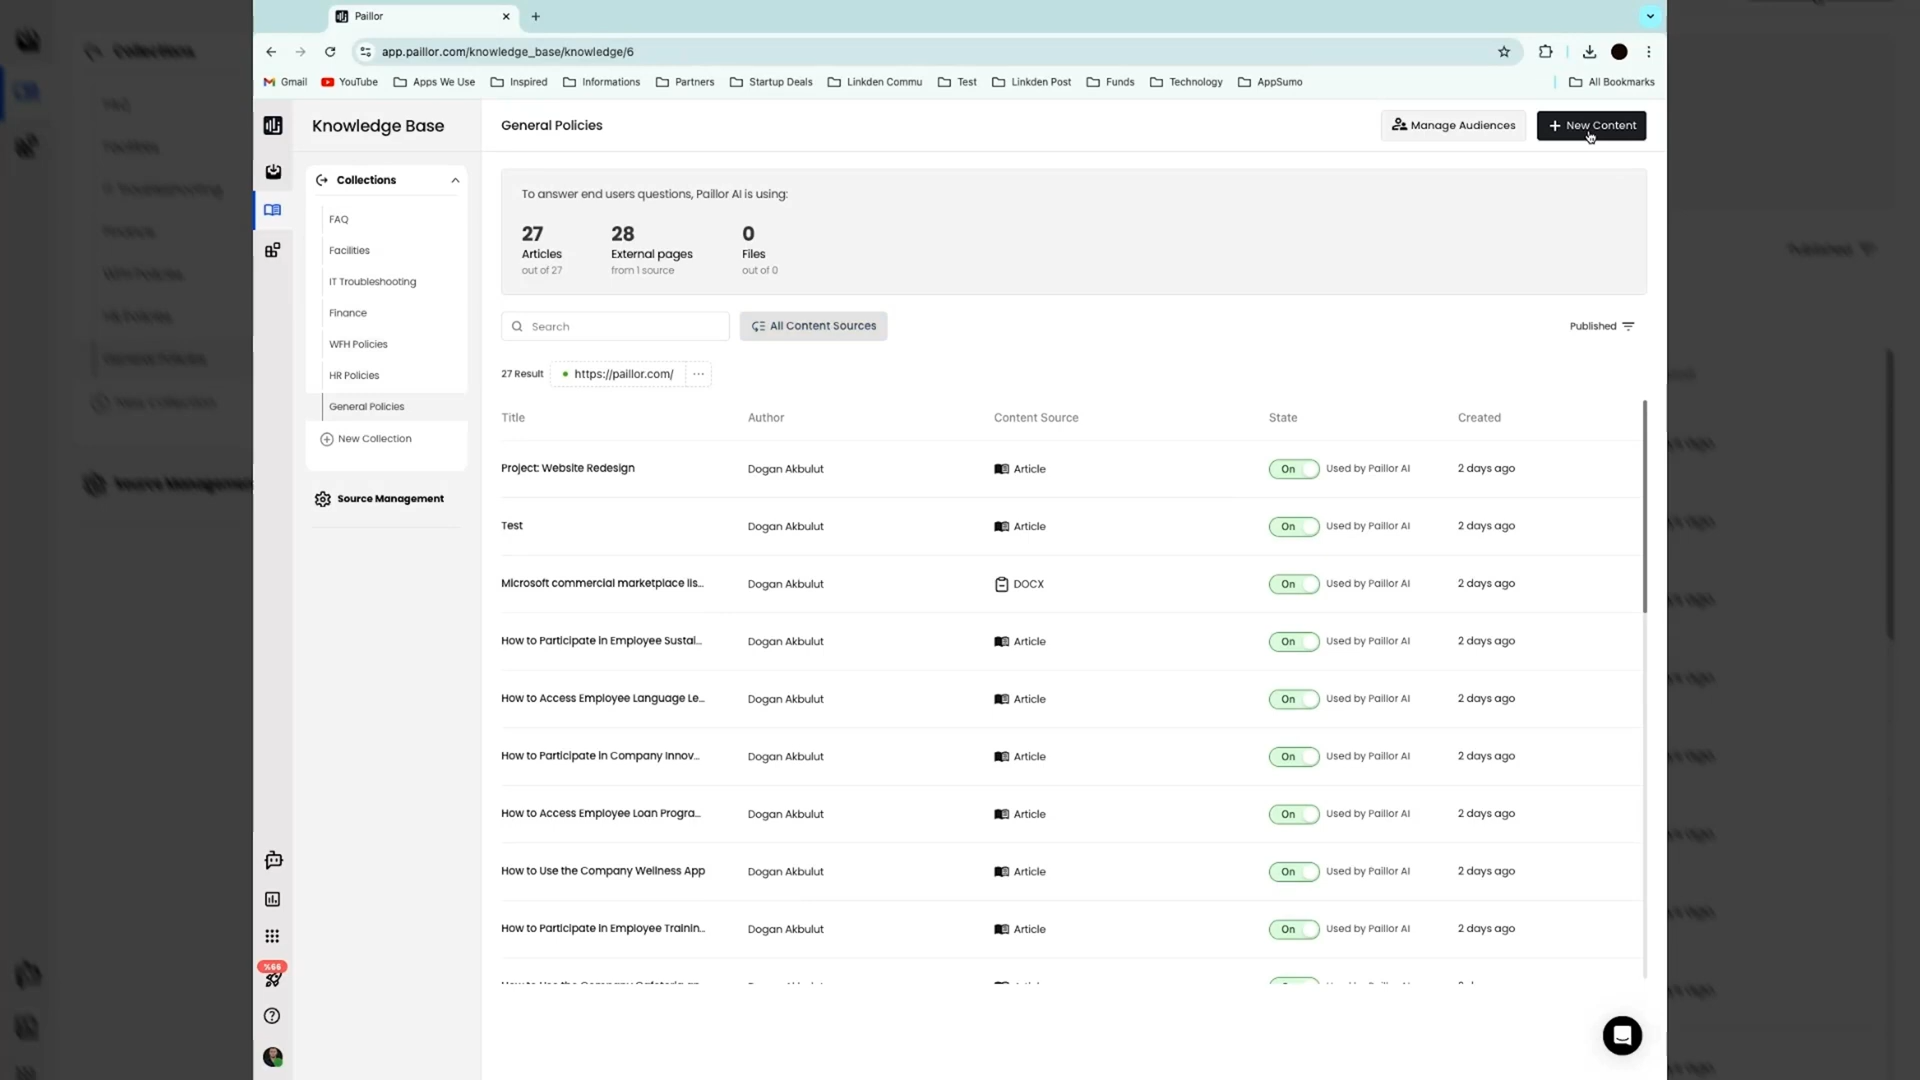 Paillor
app.paillor.com/knowledge_base/knowledge/6
Gmail YouTube Apps We Use Inspired Informations Partners Startup Deals Linkden Commu Test Linkden Post Funds Technology AppSumo All Bookmarks
Knowledge Base
General Policies
Manage Audiences
New Content
Collections
FAQ
Facilities
IT Troubleshooting
Finance
WFH Policies
HR Policies
General Policies
New Collection
Source Management
%66
To answer end users questions, Paillor AI is using:
27 28 0
Articles External pages Files
out of 27 from 1 source out of 0
Search
All Content Sources
Published
27 Result https://paillor.com/ ...
Title Author Content Source State Created
Project: Website Redesign Dogan Akbulut Article On Used by Paillor AI 2 days ago
Test Dogan Akbulut Article On Used by Paillor AI 2 days ago
Microsoft commercial marketplace lis... Dogan Akbulut DOCX On Used by Paillor AI 2 days ago
How to Participate in Employee Sustai... Dogan Akbulut Article On Used by Paillor AI 2 days ago
How to Access Employee Language Le... Dogan Akbulut Article On Used by Paillor AI 2 days ago
How to Participate in Company Innov... Dogan Akbulut Article On Used by Paillor AI 2 days ago
How to Access Employee Loan Progra... Dogan Akbulut Article On Used by Paillor AI 2 days ago
How to Use the Company Wellness App Dogan Akbulut Article On Used by Paillor AI 2 days ago
How to Participate in Employee Trainin... Dogan Akbulut Article On Used by Paillor AI 2 days ago